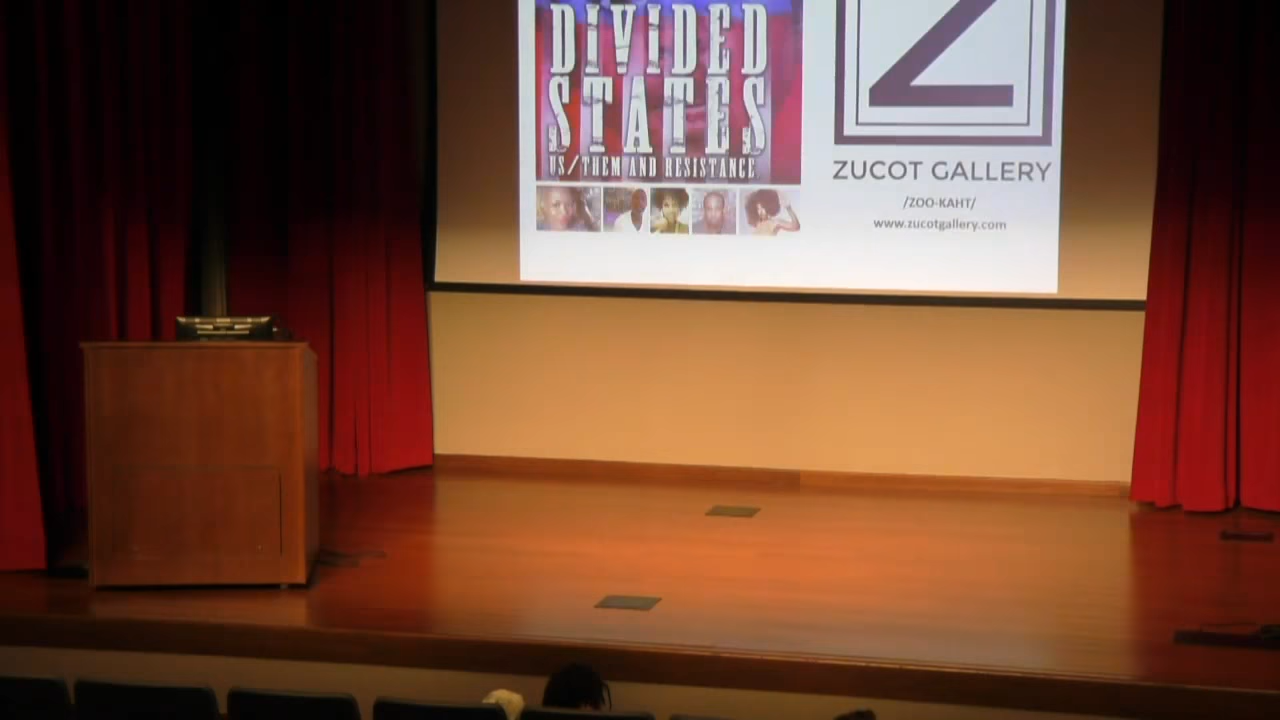 DIVIDED
STATES
US/THEM AND RESISTANCE
Z
ZUCOT GALLERY
/ZOO-KAHT/
www.zucotgallery.com